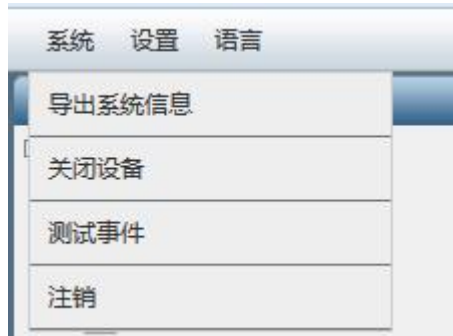 系统 设置 语言
导出系统信息
关闭设备
测试事件
注销